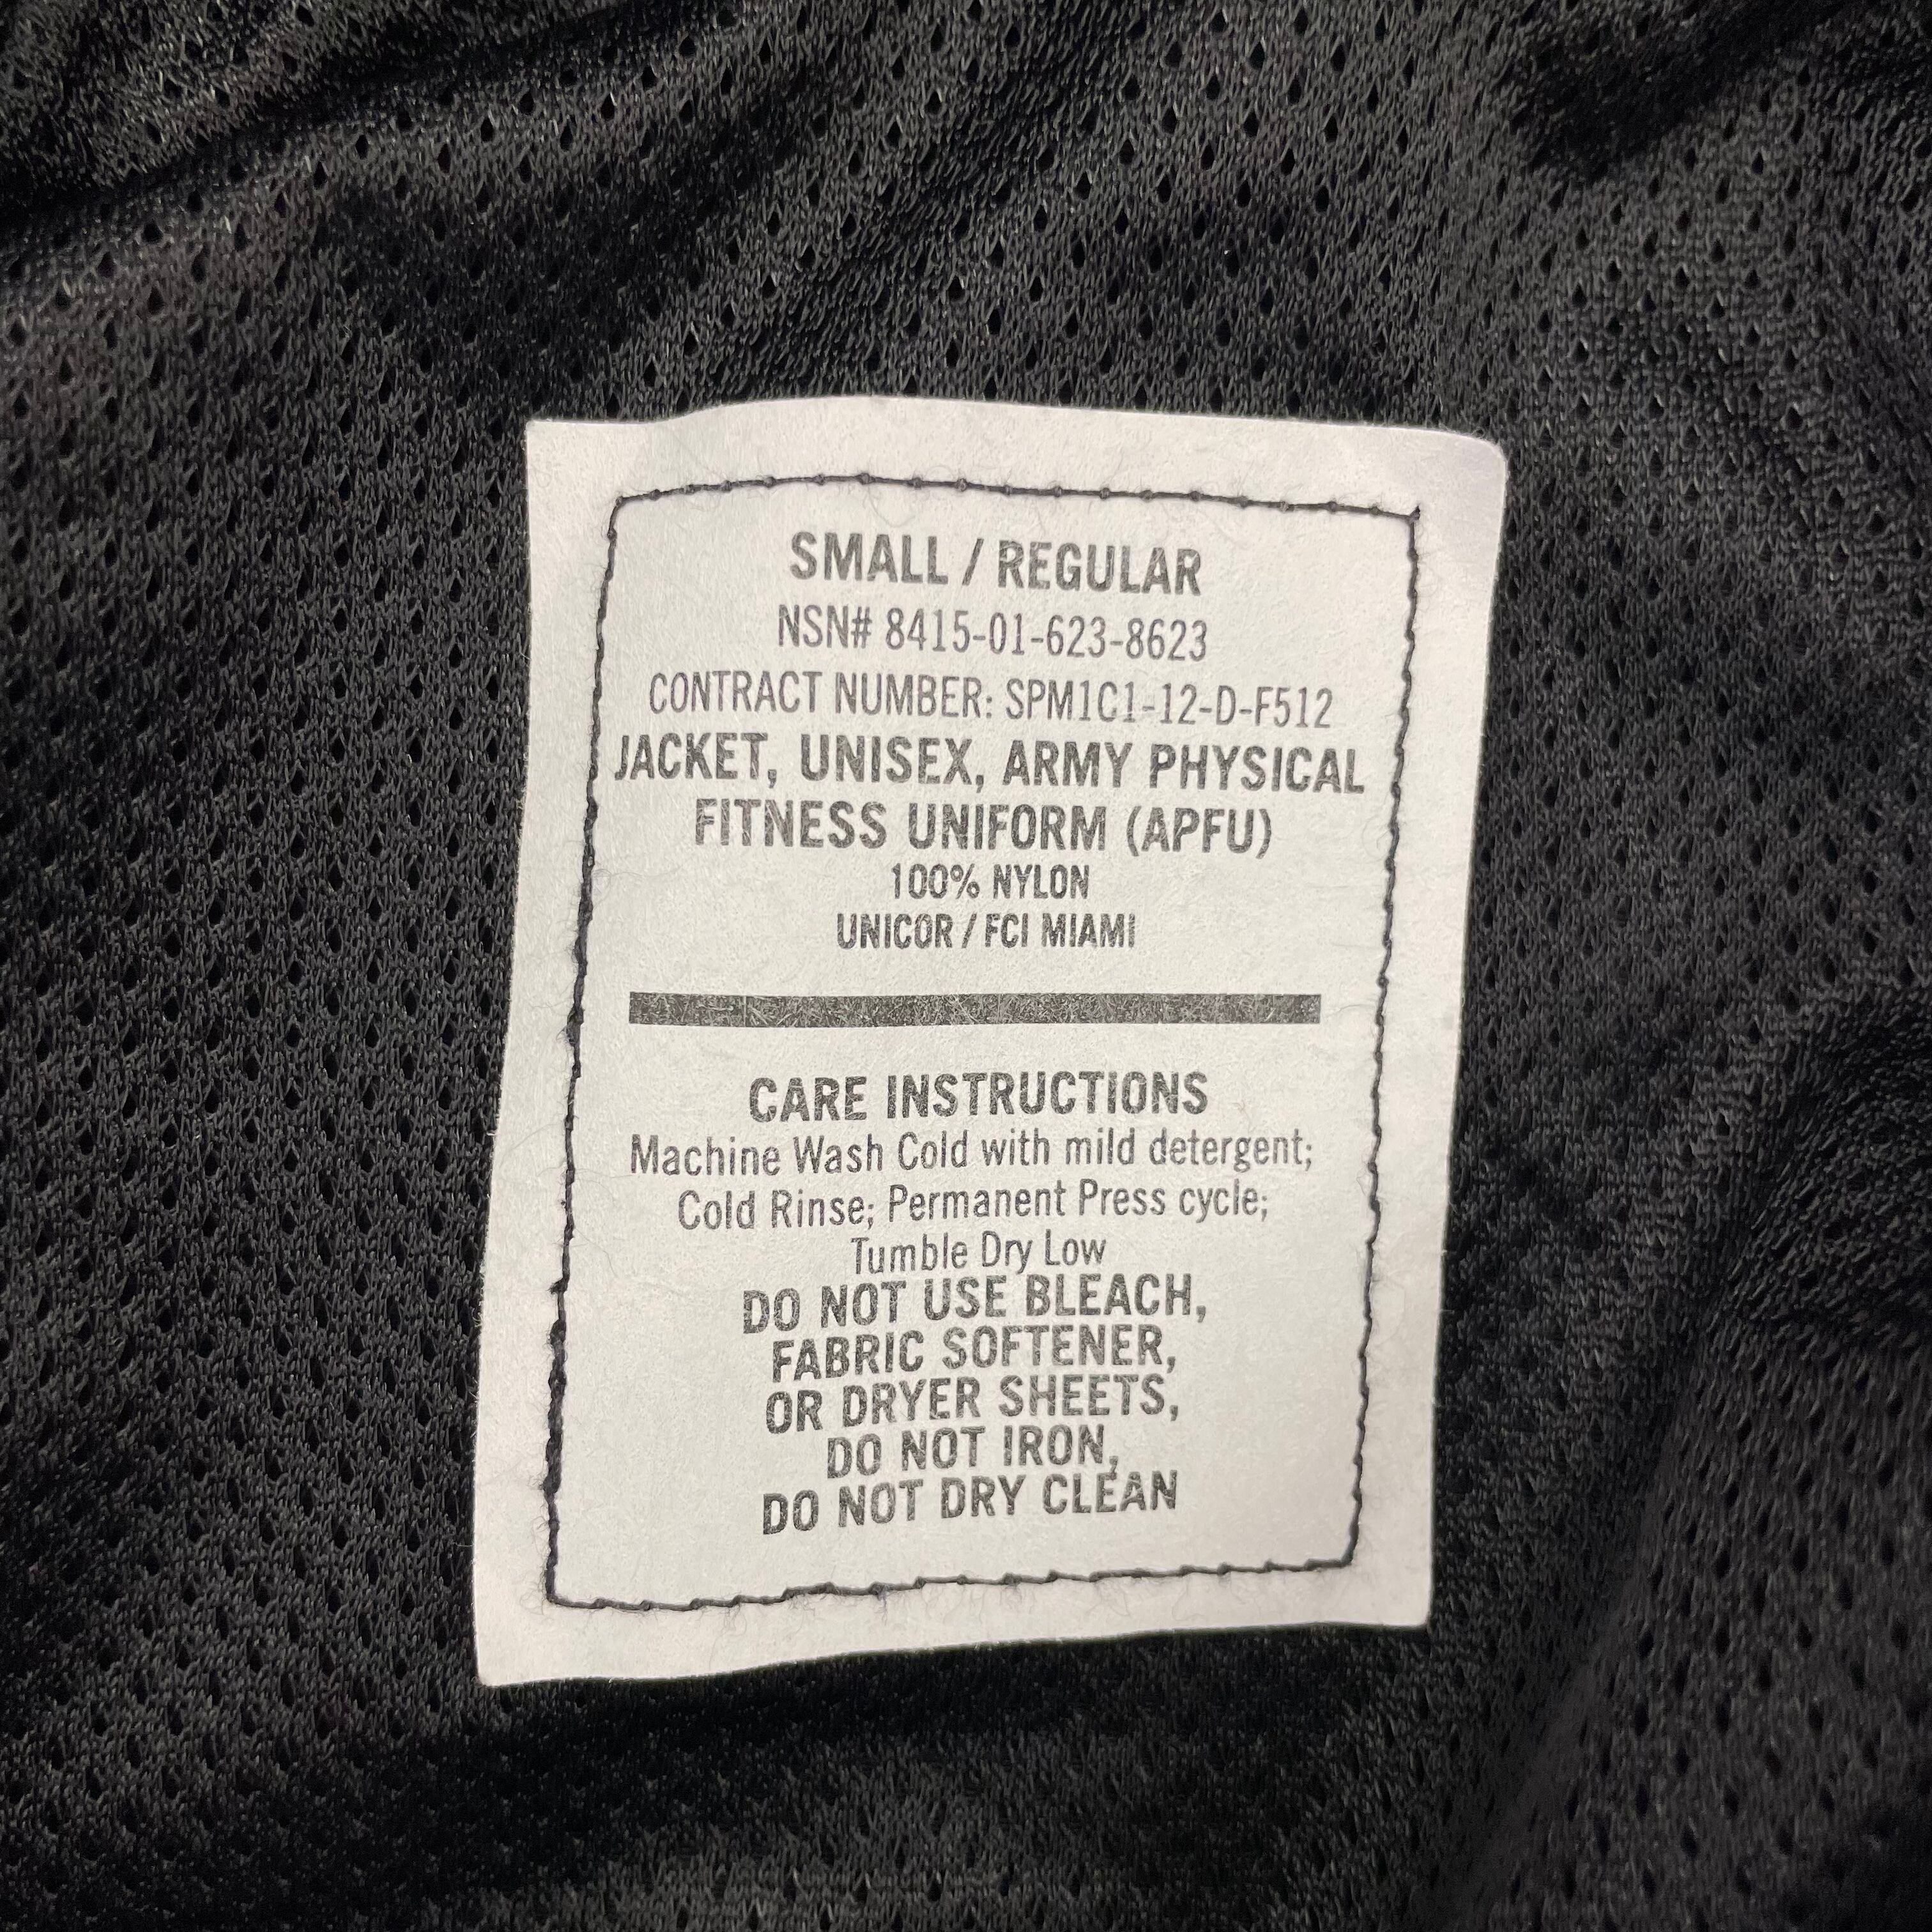 SMALL / REGULAR
NSN# 8415-01-623-8623
CONTRACT NUMBER: SPM1C1-12-D-F512
JACKET, UNISEX, ARMY PHYSICAL
FITNESS UNIFORM (APFU)
100% NYLON
UNICOR / FCI MIAMI
CARE INSTRUCTIONS
Machine Wash Cold with mild detergent;
Cold Rinse; Permanent Press cycle;
Tumble Dry Low
DO NOT USE BLEACH,
FABRIC SOFTENER,
OR DRYER SHEETS,
DO NOT IRON,
DO NOT DRY CLEAN